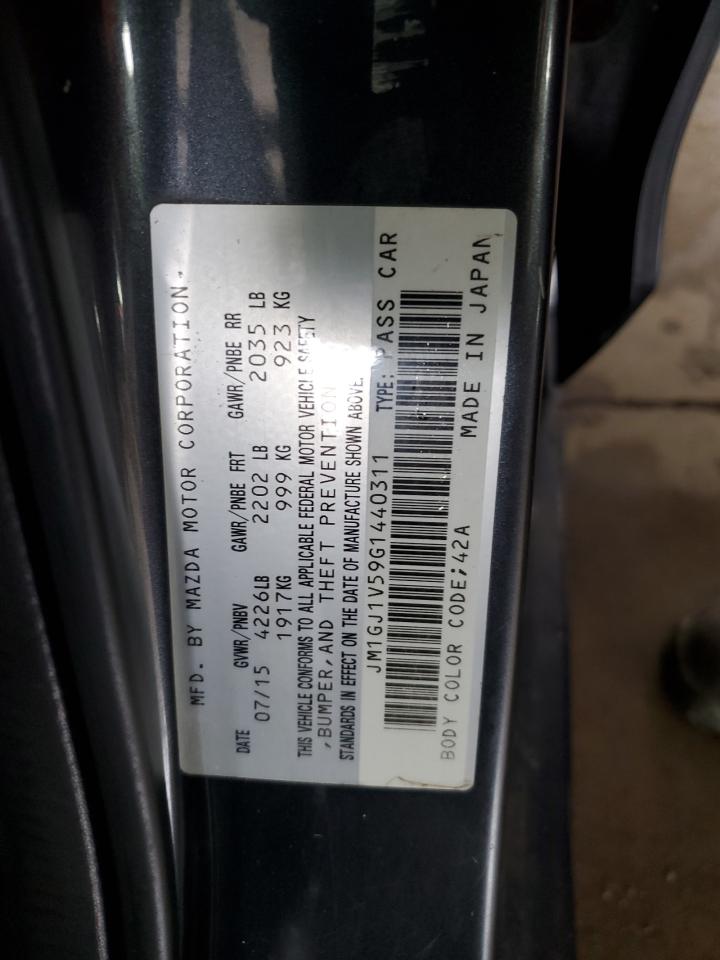 MFD. BY MAZDA MOTOR CORPORATION.
DATE GVWR/PNBV GAWR/PNBE FRT GAWR/PNBE RR
07/15 4226LB 2202 LB 2035 LB
1917KG 999 KG 923 KG
THIS VEHICLE CONFORMS TO ALL APPLICABLE FEDERAL MOTOR VEHICLE SAFETY
,BUMPER,AND THEFT PREVENTION
STANDARDS IN EFFECT ON THE DATE OF MANUFACTURE SHOWN ABOVE.
JM1GJ1V59G1440311 TYPE; PASS CAR
BODY COLOR CODE;42A MADE IN JAPAN